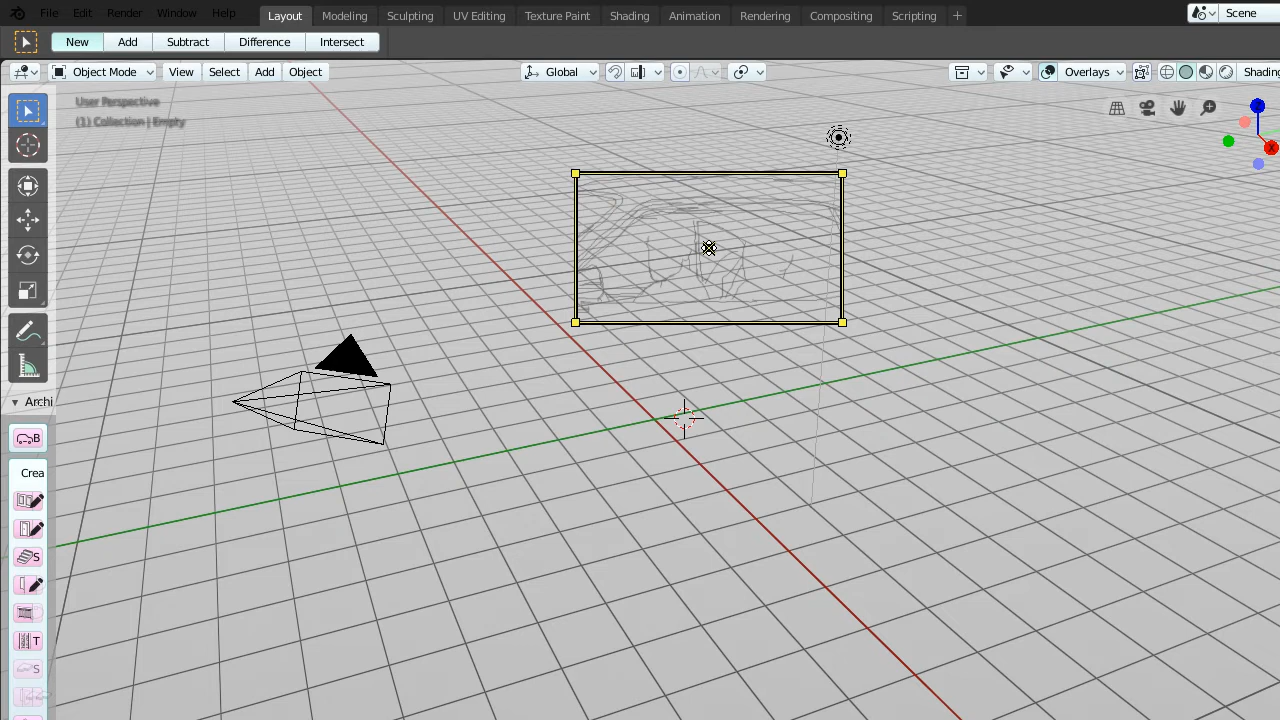 File Edit Render Window Help Layout Modeling Sculpting UV Editing Texture Paint Shading Animation Rendering Compositing Scripting + Scene
New Add Subtract Difference Intersect
Object Mode View Select Add Object Global Overlays Shading
User Perspective
(1) Collection | Empty
Z
X
Archi
B
Crea
S
T
S